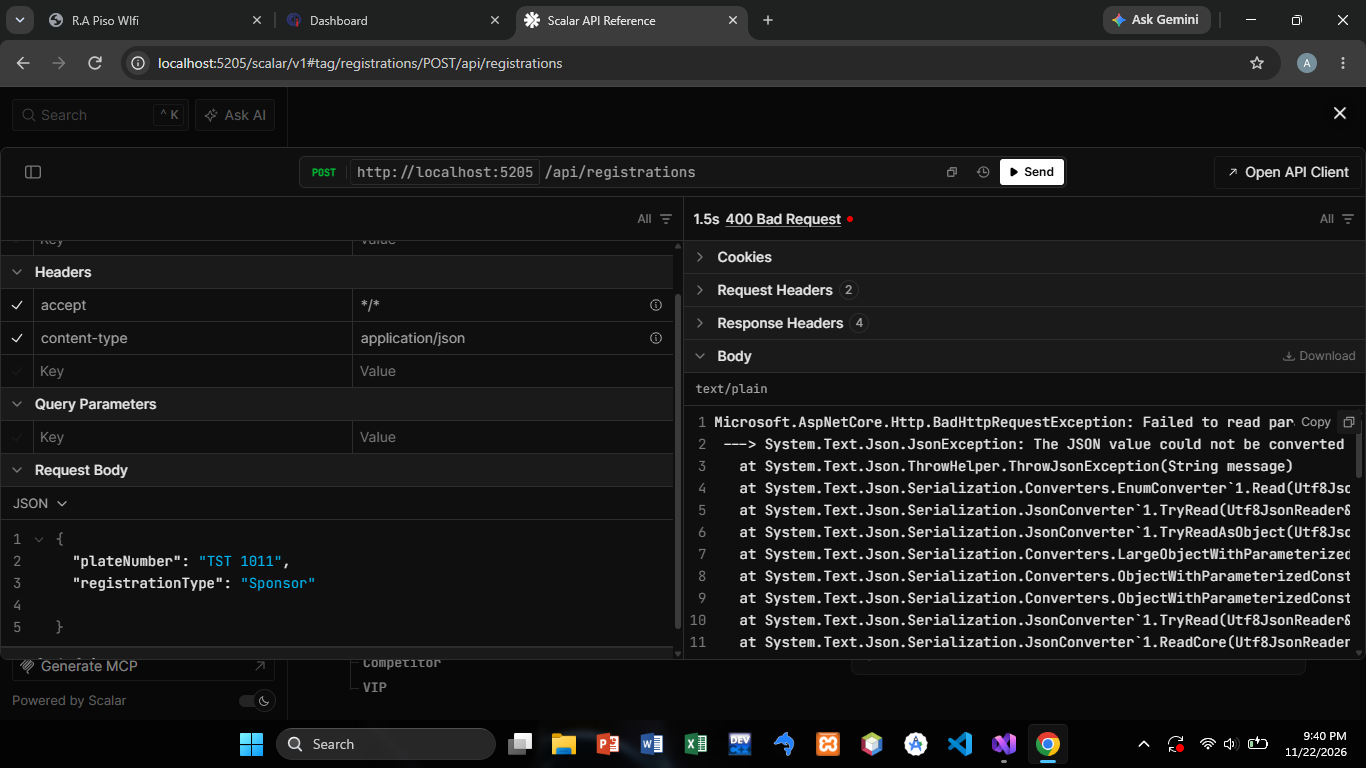 R.A Piso WIfi
Dashboard
Scalar API Reference
Ask Gemini
localhost:5205/scalar/v1#tag/registrations/POST/api/registrations
A
Search
^ K
Ask AI
POST
http://localhost:5205
/api/registrations
Send
Open API Client
All
1.5s 400 Bad Request
All
Key
Value
Headers
accept
*/*
content-type
application/json
Key
Value
Query Parameters
Key
Value
Request Body
JSON
1 {
2 "plateNumber": "TST 1011",
3 "registrationType": "Sponsor"
4
5 }
Cookies
Request Headers 2
Response Headers 4
Body
Download
text/plain
1 Microsoft.AspNetCore.Http.BadHttpRequestException: Failed to read par
Copy
2 ---> System.Text.Json.JsonException: The JSON value could not be converted
3 at System.Text.Json.ThrowHelper.ThrowJsonException(String message)
4 at System.Text.Json.Serialization.Converters.EnumConverter`1.Read(Utf8Jso
5 at System.Text.Json.Serialization.JsonConverter`1.TryRead(Utf8JsonReader&
6 at System.Text.Json.Serialization.JsonConverter`1.TryReadAsObject(Utf8Jso
7 at System.Text.Json.Serialization.Converters.LargeObjectWithParameterized
8 at System.Text.Json.Serialization.Converters.ObjectWithParameterizedConst
9 at System.Text.Json.Serialization.Converters.ObjectWithParameterizedConst
10 at System.Text.Json.Serialization.JsonConverter`1.TryRead(Utf8JsonReader&
11 at System.Text.Json.Serialization.JsonConverter`1.ReadCore(Utf8JsonReader
Generate MCP
Competitor
VIP
Powered by Scalar
Search
DEV
9:40 PM
11/22/2026